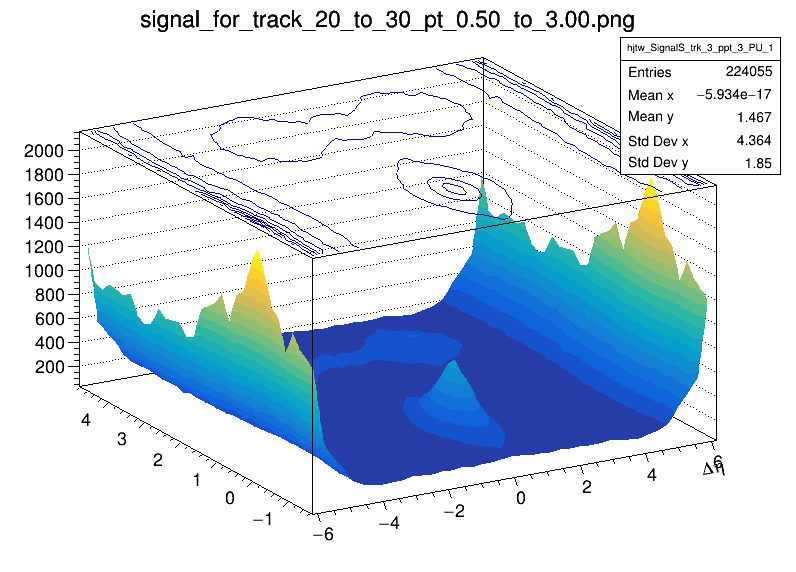 signal_for_track_20_to_30_pt_0.50_to_3.00.png
hjtw_SignalS_trk_3_ppt_3_PU_1
Entries 224055
Mean x −5.934e−17
Mean y 1.467
Std Dev x 4.364
Std Dev y 1.85
2000
1800
1600
1400
1200
1000
800
600
400
200
4
3
2
1
0
−1
−6
−4
−2
0
2
4
6
Δη